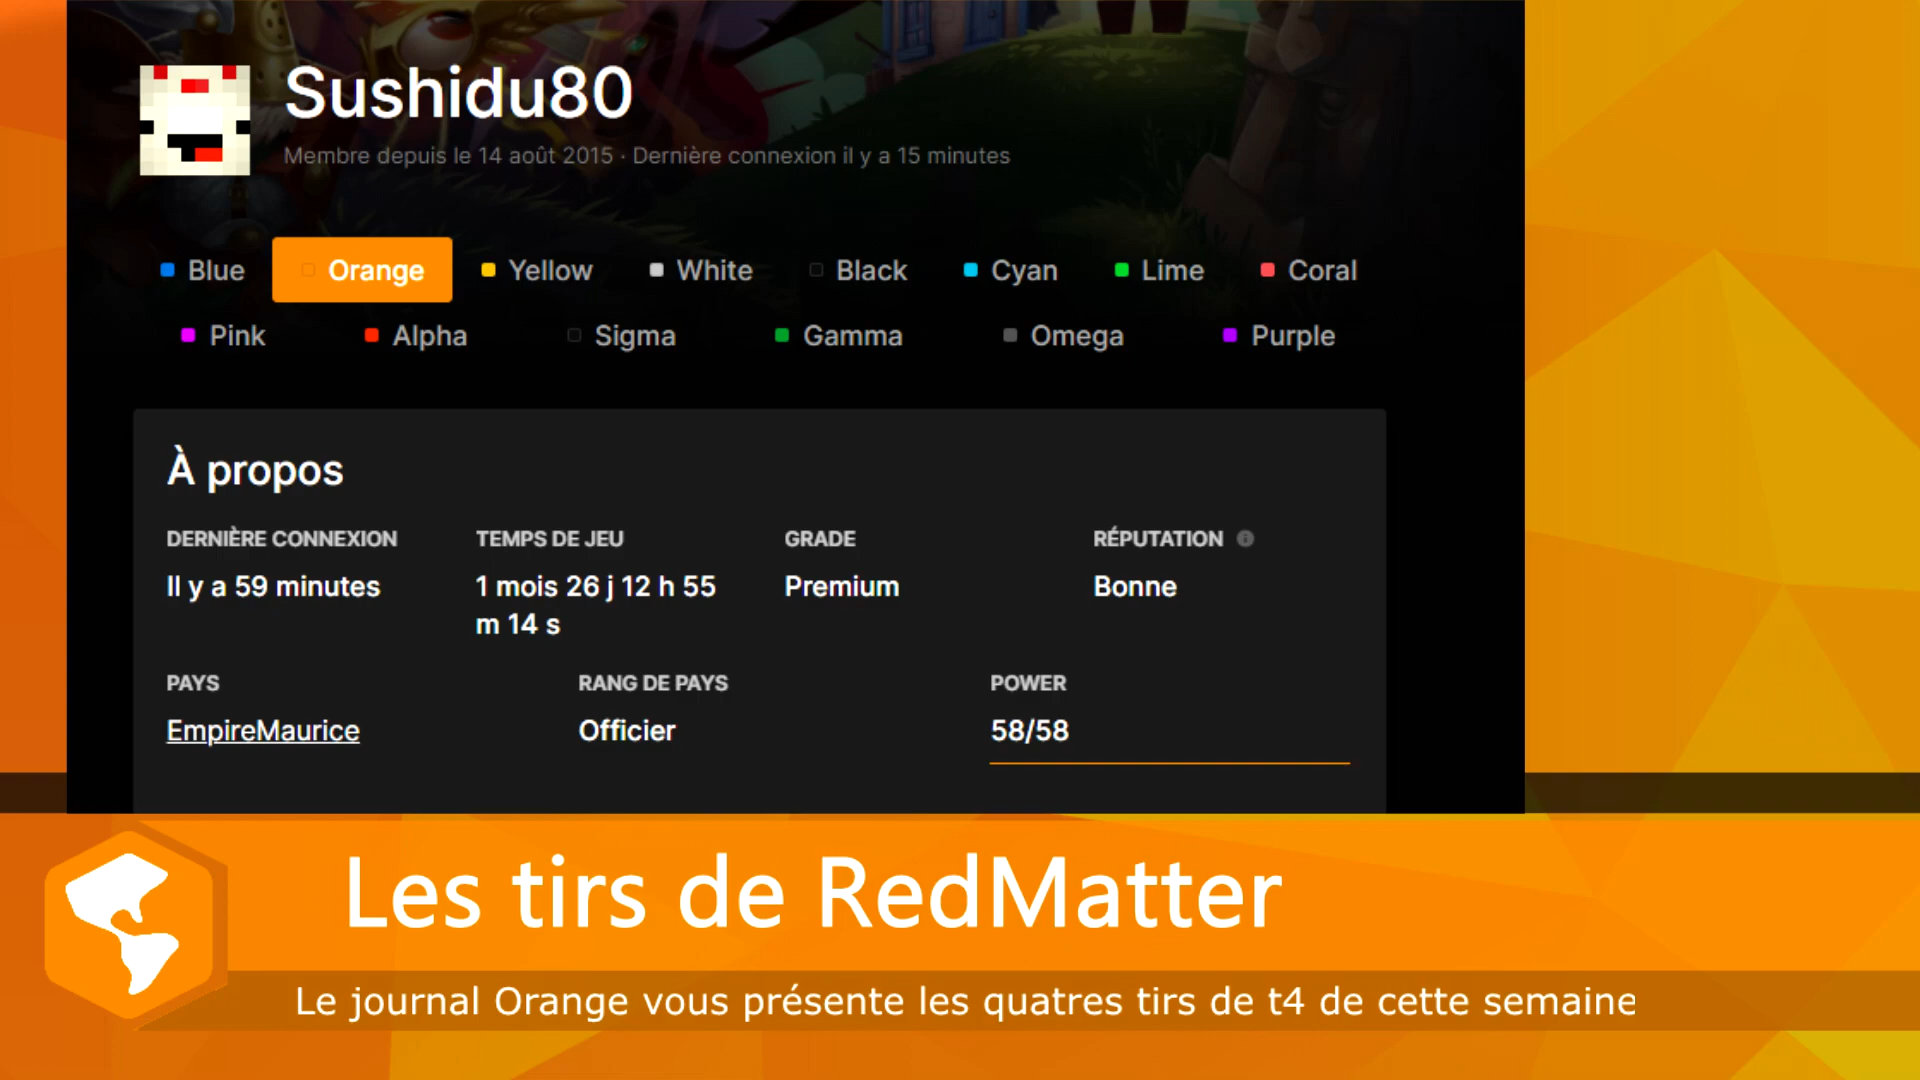 Sushidu80
Membre depuis le 14 août 2015 · Dernière connexion il y a 15 minutes
Blue Orange Yellow White Black Cyan Lime Coral
Pink Alpha Sigma Gamma Omega Purple
À propos
DERNIÈRE CONNEXION TEMPS DE JEU GRADE RÉPUTATION
Il y a 59 minutes 1 mois 26 j 12 h 55 Premium Bonne
m 14 s
PAYS RANG DE PAYS POWER
EmpireMaurice Officier 58/58
Les tirs de RedMatter
Le journal Orange vous présente les quatres tirs de t4 de cette semaine